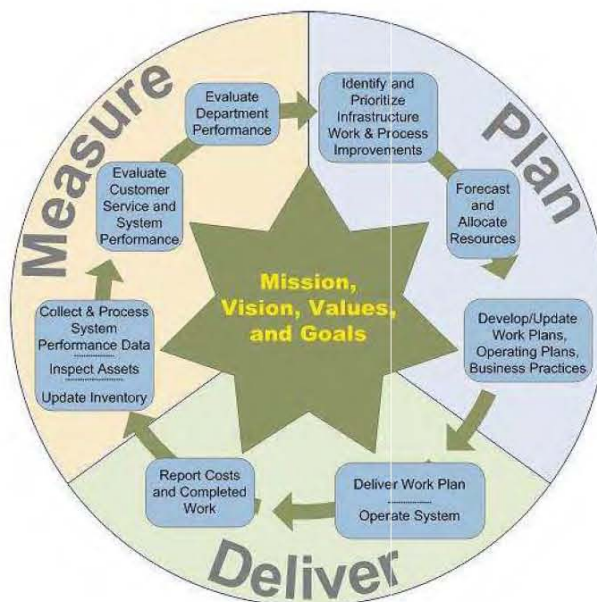 Measure
Plan
Deliver
Identify and
Prioritize
Infrastructure
Work & Process
Improvements
Forecast
and
Allocate
Resources
Develop/Update
Work Plans,
Operating Plans,
Business Practices
Deliver Work Plan
Operate System
Report Costs
and Completed
Work
Collect & Process
System
Performance Data
Inspect Assets
Update Inventory
Evaluate
Customer
Service and
System
Performance
Evaluate
Department
Performance
Mission,
Vision, Values,
and Goals